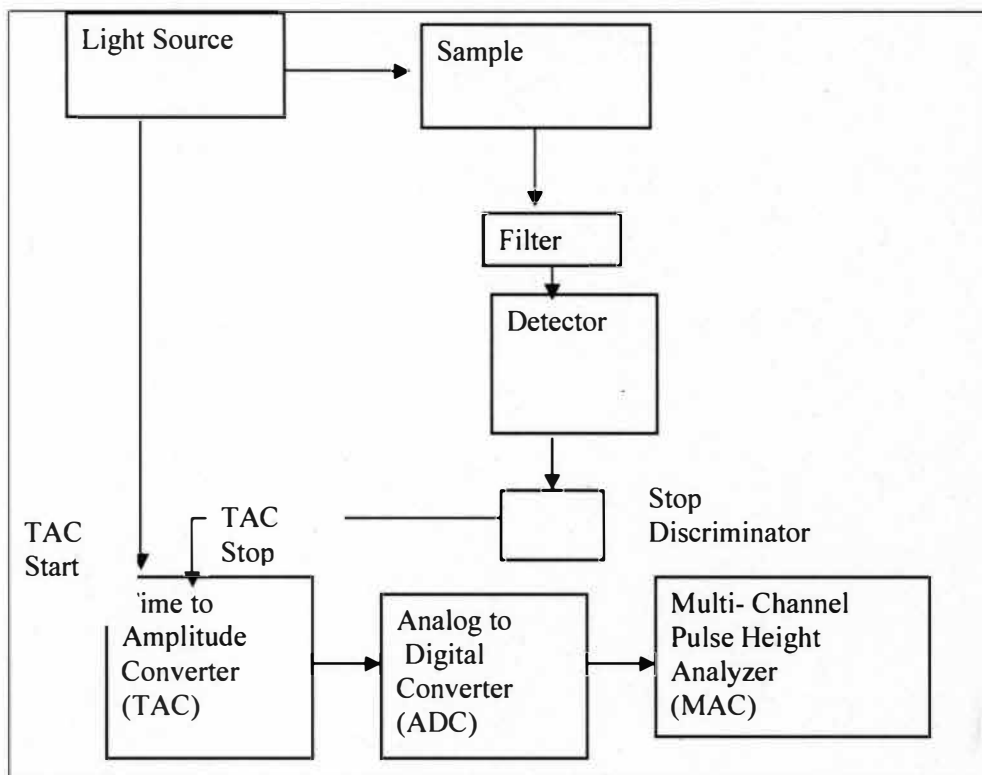 Light Source
Sample
Filter
Detector
Stop
Discriminator
TAC
Start
TAC
Stop
ime to
Amplitude
Converter
(TAC)
Analog to
Digital
Converter
(ADC)
Multi- Channel
Pulse Height
Analyzer
(MAC)